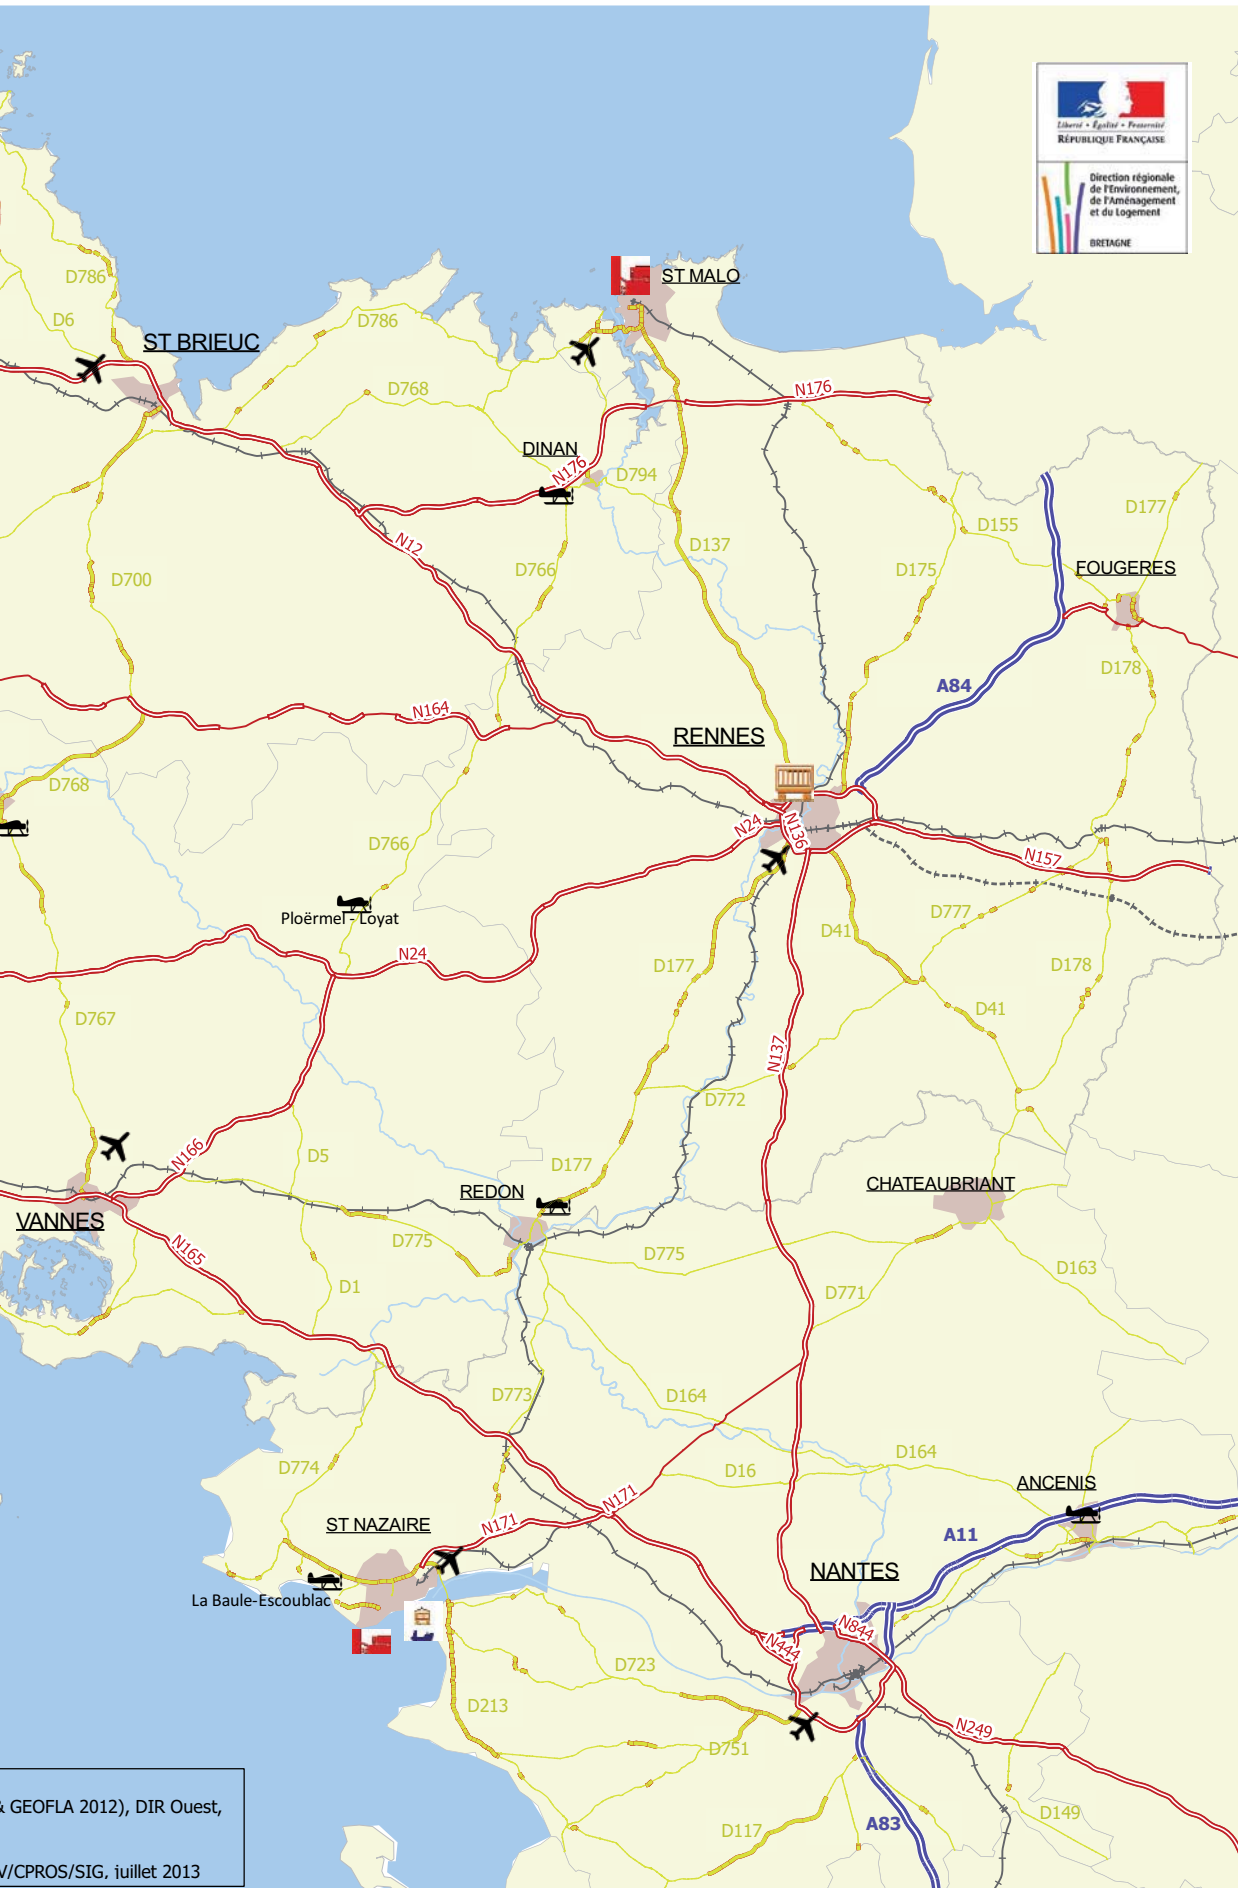 Liberté • Égalité • Fraternité
RÉPUBLIQUE FRANÇAISE
Direction régionale
de l'Environnement,
de l'Aménagement
et du Logement
BRETAGNE
D786
ST MALO
D6
D786
ST BRIEUC
D768
N176
DINAN
N176
D794
D177
D155
N12
D137
D766
D175
FOUGERES
D700
D178
A84
N164
RENNES
D768
N24
N136
D766
N157
Ploërmel - Loyat
D777
D41
N24
D177
D178
D767
D41
N137
D772
N166
D5
D177
REDON
CHATEAUBRIANT
VANNES
D775
N165
D775
D163
D1
D771
D773
D164
D774
D16
D164
ANCENIS
N171
ST NAZAIRE
N171
A11
NANTES
La Baule-Escoublac
N844
N444
D723
D213
N249
D751
& GEOFLA 2012), DIR Ouest,
D149
D117
A83
V/CPROS/SIG, juillet 2013